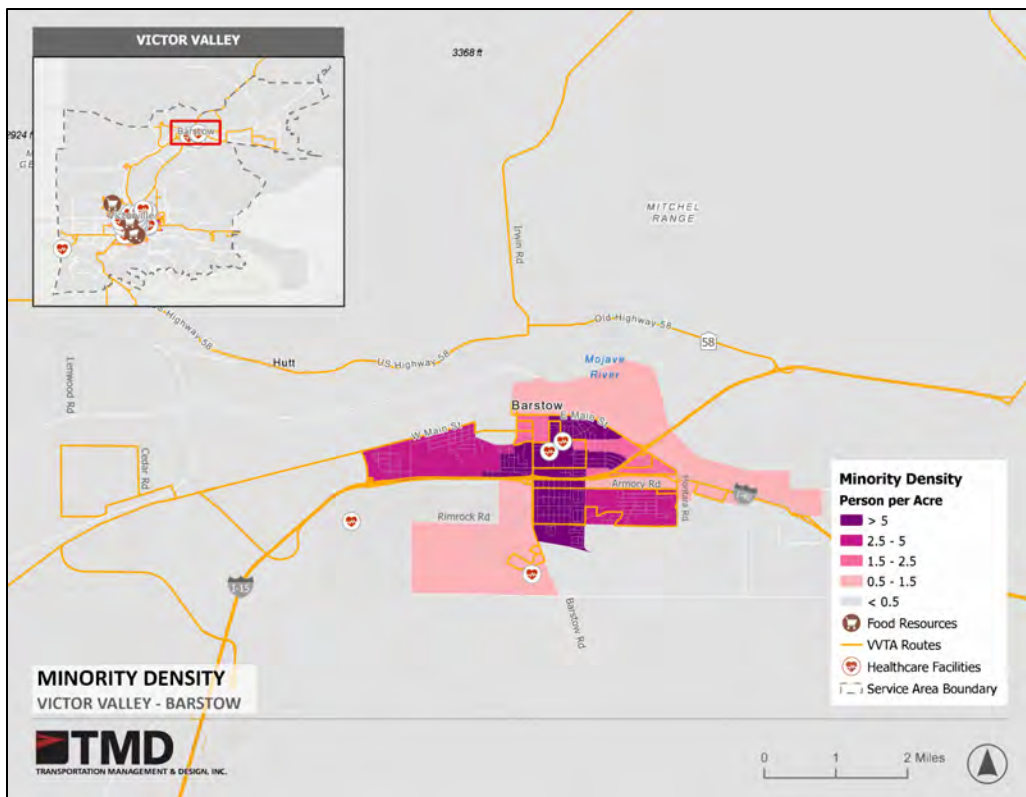 VICTOR VALLEY
Barstow
3368 ft
2924 ft
MITCHEL
RANGE
Irwin Rd
Old Highway 58
58
US Highway 58
Hutt
Lenwood Rd
Mojave
River
Barstow
E Main St
W Main St
Cedar Rd
Armory Rd
Montara Rd
I-40
Rimrock Rd
I-15
Barstow Rd
Minority Density
Person per Acre
> 5
2.5 - 5
1.5 - 2.5
0.5 - 1.5
< 0.5
Food Resources
VVTA Routes
Healthcare Facilities
Service Area Boundary
MINORITY DENSITY
VICTOR VALLEY - BARSTOW
TMD
TRANSPORTATION MANAGEMENT & DESIGN, INC.
0 1 2 Miles